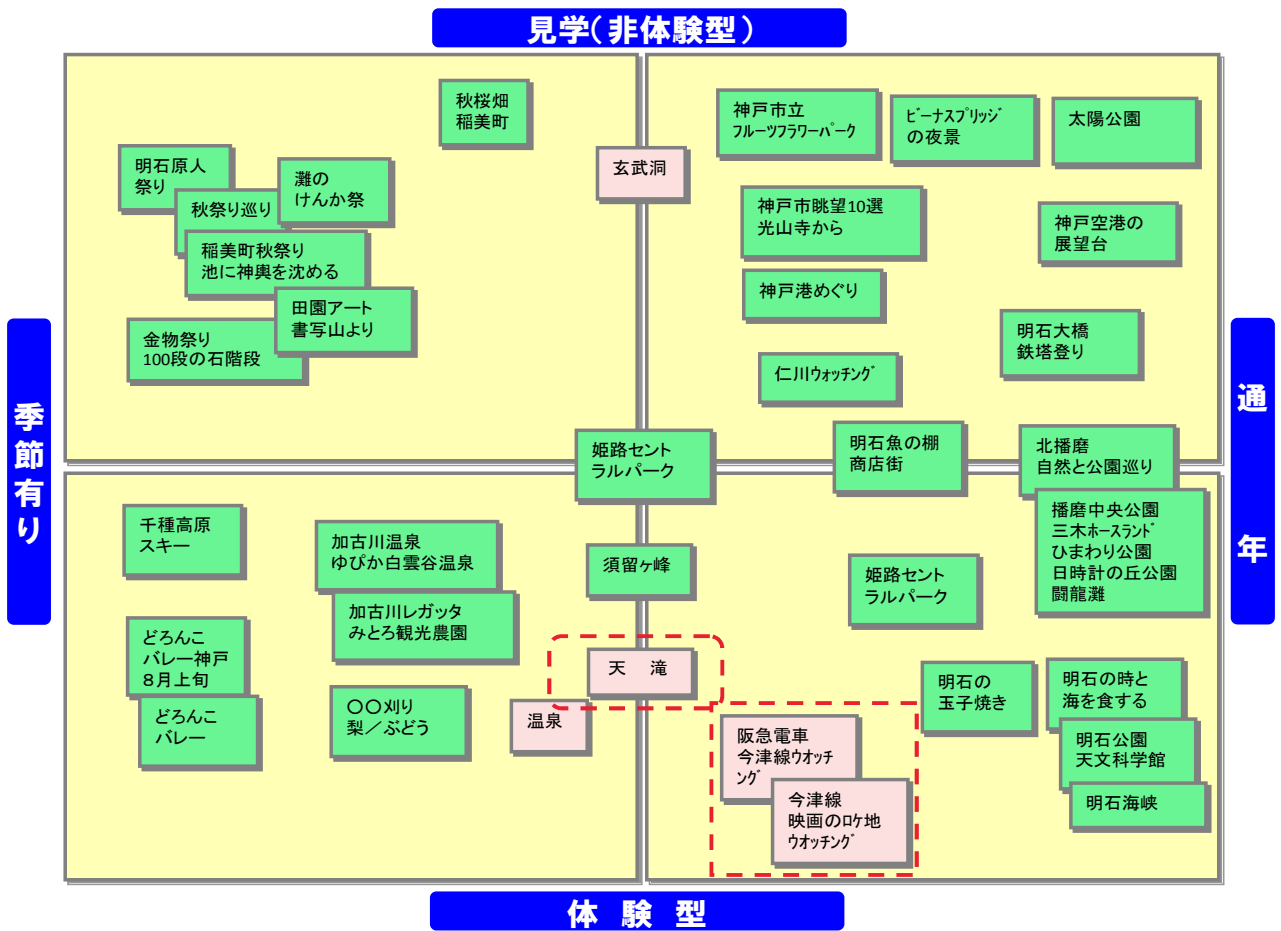 見学(非体験型)
秋桜畑
稲美町
明石原人
祭り
灘の
けんか祭
秋祭り巡り
稲美町秋祭り
池に神輿を沈める
田園アート
書写山より
金物祭り
100段の石階段
玄武洞
神戸市立
フルーツフラワーパーク
ビーナスブリッジ
の夜景
太陽公園
神戸市眺望10選
光山寺から
神戸空港の
展望台
神戸港めぐり
明石大橋
鉄塔登り
仁川ウォッチング
季節有り
通年
姫路セント
ラルパーク
明石魚の棚
商店街
北播磨
自然と公園巡り
播磨中央公園
三木ホースランド
ひまわり公園
日時計の丘公園
闘龍灘
千種高原
スキー
加古川温泉
ゆぴか白雲谷温泉
加古川レガッタ
みとろ観光農園
須留ヶ峰
姫路セント
ラルパーク
どろんこ
バレー神戸
8月上旬
どろんこ
バレー
〇〇刈り
梨/ぶどう
天 滝
温泉
阪急電車
今津線ウオッチ
ング
今津線
映画のロケ地
ウオッチング
明石の
玉子焼き
明石の時と
海を食する
明石公園
天文科学館
明石海峡
体 験 型